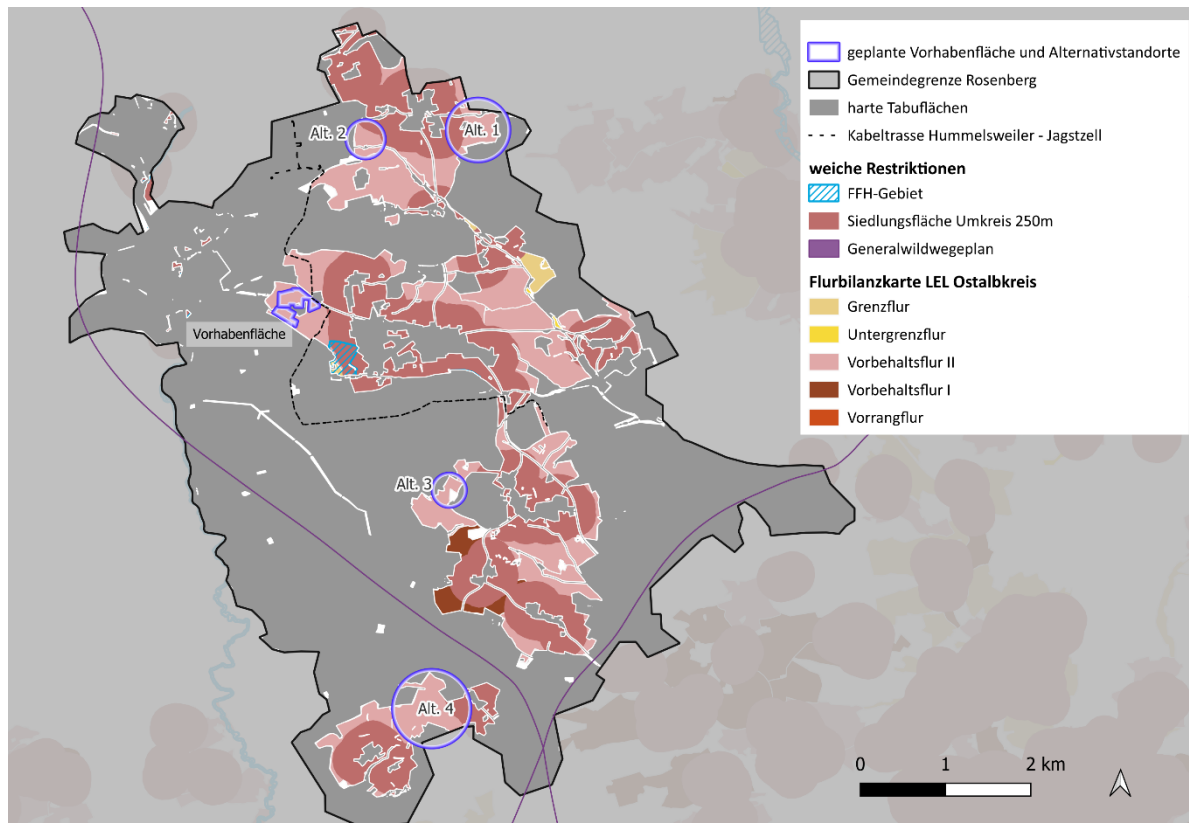 geplante Vorhabenfläche und Alternativstandorte
Gemeindegrenze Rosenberg
harte Tabuflächen
Kabeltrasse Hummelsweiler - Jagstzell
weiche Restriktionen
FFH-Gebiet
Siedlungsfläche Umkreis 250m
Generalwildwegeplan
Flurbilanzkarte LEL Ostalbkreis
Grenzflur
Untergrenzflur
Vorbehaltsflur II
Vorbehaltsflur I
Vorrangflur
Alt. 2
Alt. 1
Vorhabenfläche
Alt. 3
Alt. 4
0 1 2 km